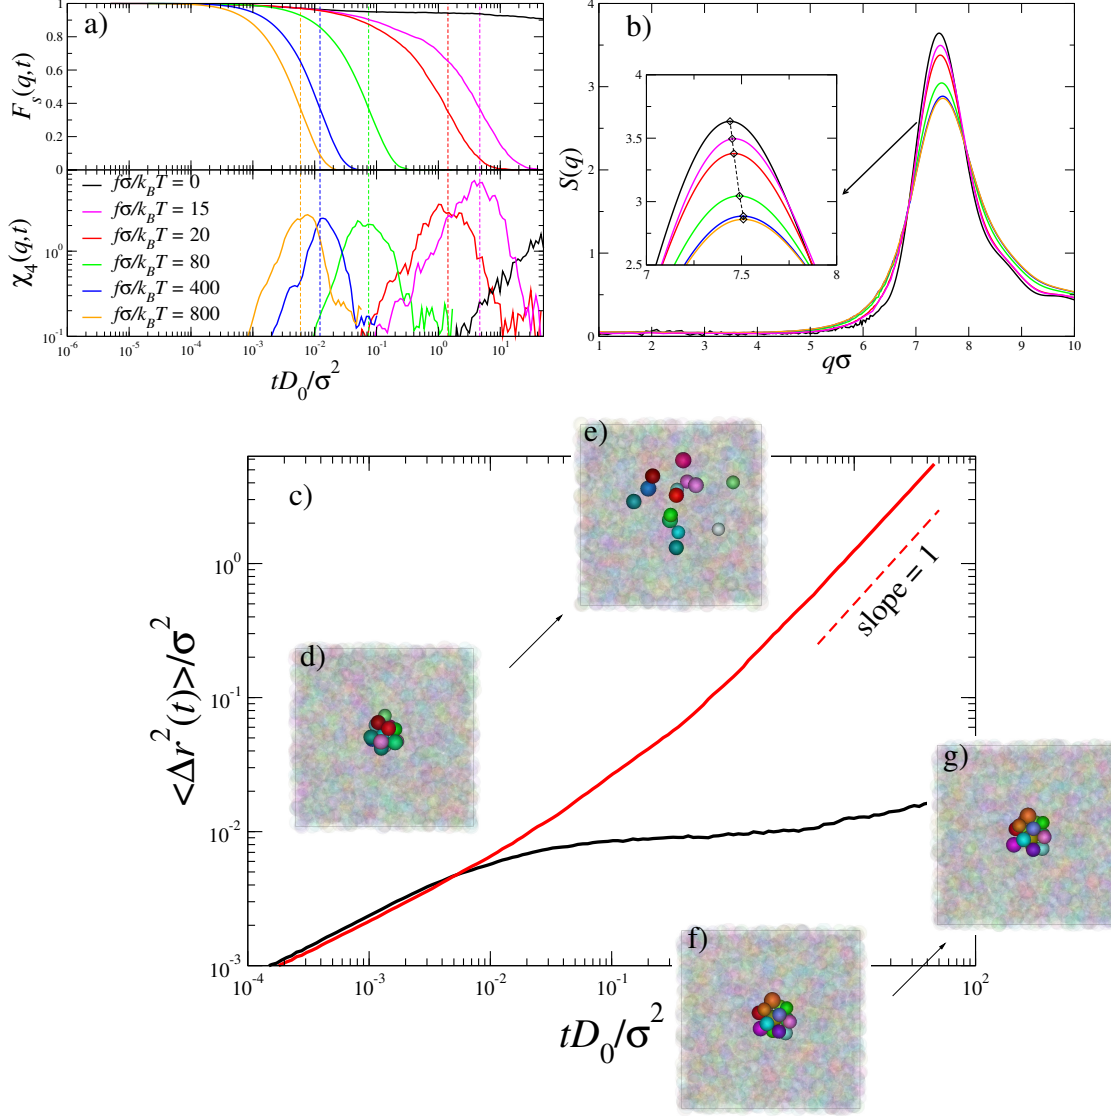 a)
F_s(q,t)
1
0.8
0.6
0.4
0.2
0
χ_4(q,t)
10^0
10^-1
fσ/k_BT = 0
fσ/k_BT = 15
fσ/k_BT = 20
fσ/k_BT = 80
fσ/k_BT = 400
fσ/k_BT = 800
10^-6 10^-5 10^-4 10^-3 10^-2 10^-1 10^0 10^1
tD_0/σ^2
b)
S(q)
4
3
2
1
0
4
3.5
3
2.5
7 7.5 8
1 2 3 4 5 6 7 8 9 10
qσ
c)
<Δr^2(t)>/σ^2
10^0
10^-1
10^-2
10^-3
10^-4 10^-3 10^-2 10^-1 10^2
tD_0/σ^2
slope = 1
d)
e)
f)
g)